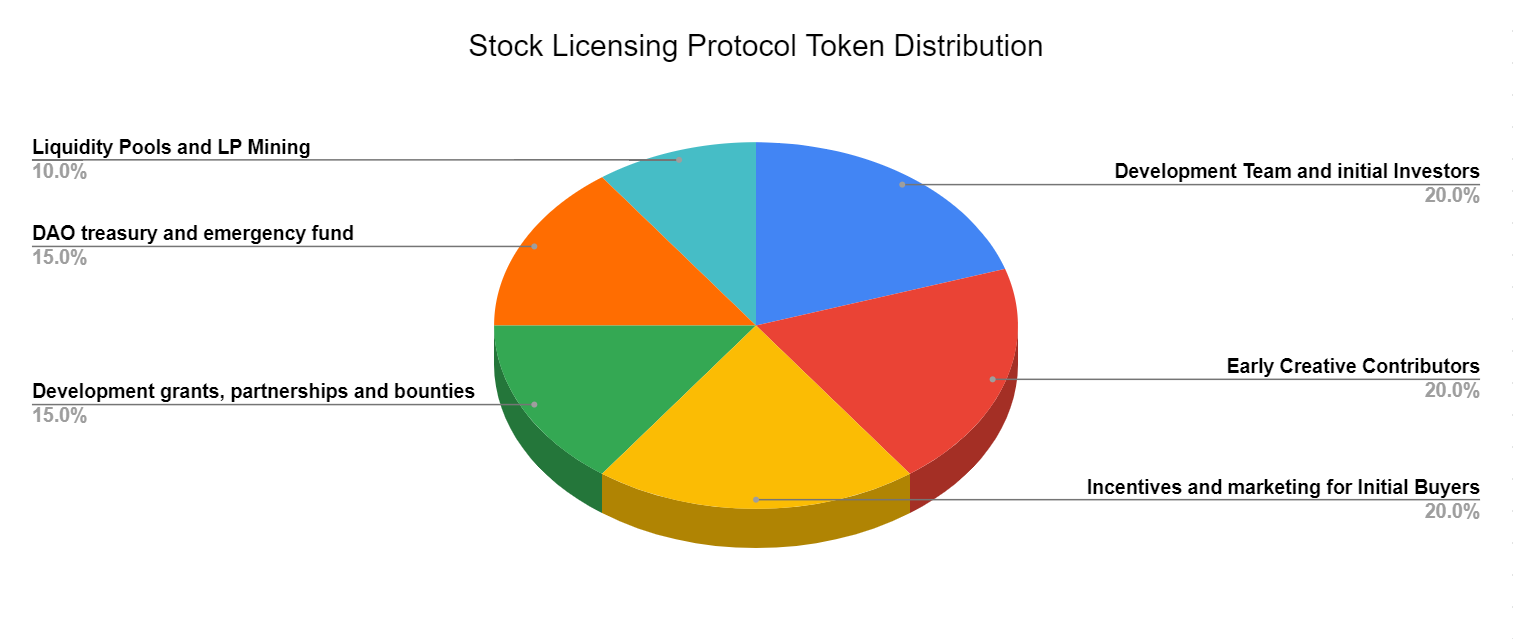 Stock Licensing Protocol Token Distribution
Liquidity Pools and LP Mining
10.0%
DAO treasury and emergency fund
15.0%
Development grants, partnerships and bounties
15.0%
Development Team and initial Investors
20.0%
Early Creative Contributors
20.0%
Incentives and marketing for Initial Buyers
20.0%